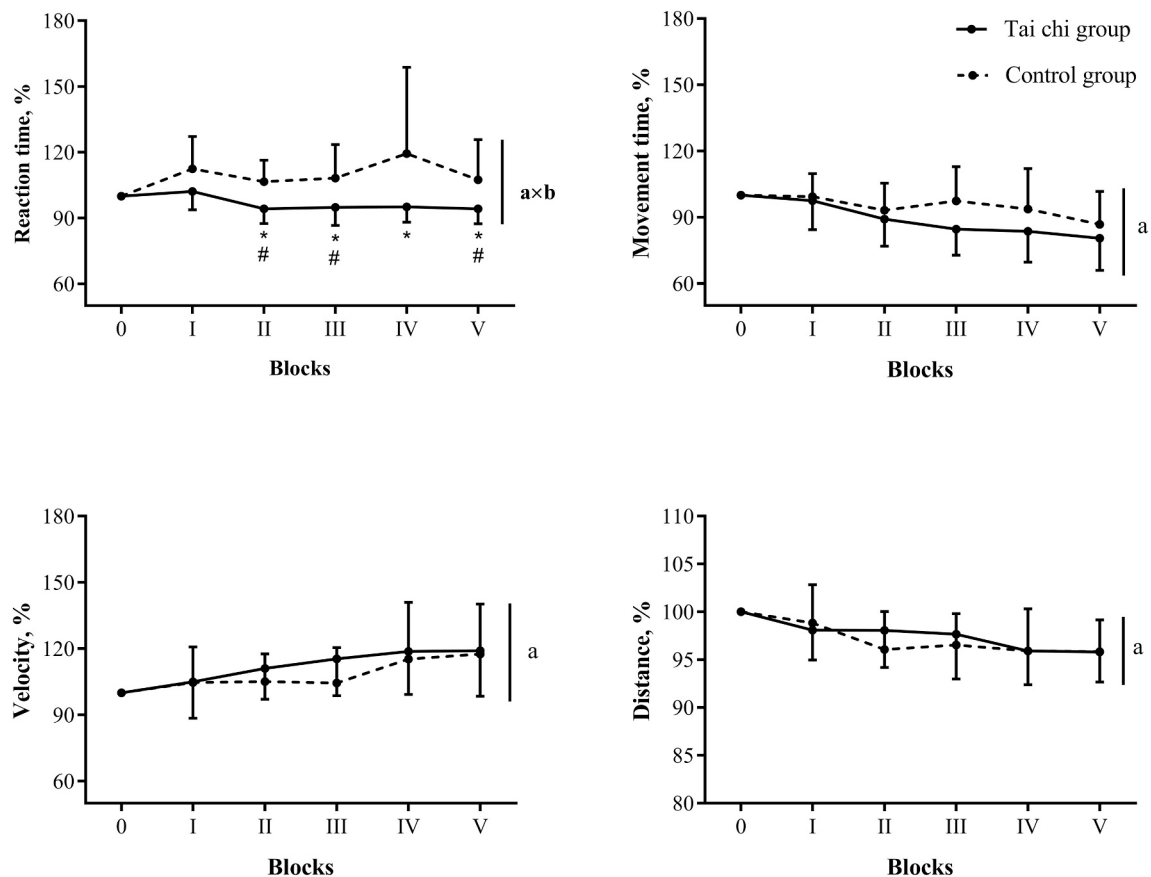 Reaction time, %
180
150
120
90
60
a×b
* * * *
# # #
0 I II III IV V
Blocks
Movement time, %
180
150
120
90
60
Tai chi group
Control group
a
0 I II III IV V
Blocks
Velocity, %
180
150
120
90
60
a
0 I II III IV V
Blocks
Distance, %
110
105
100
95
90
85
80
a
0 I II III IV V
Blocks